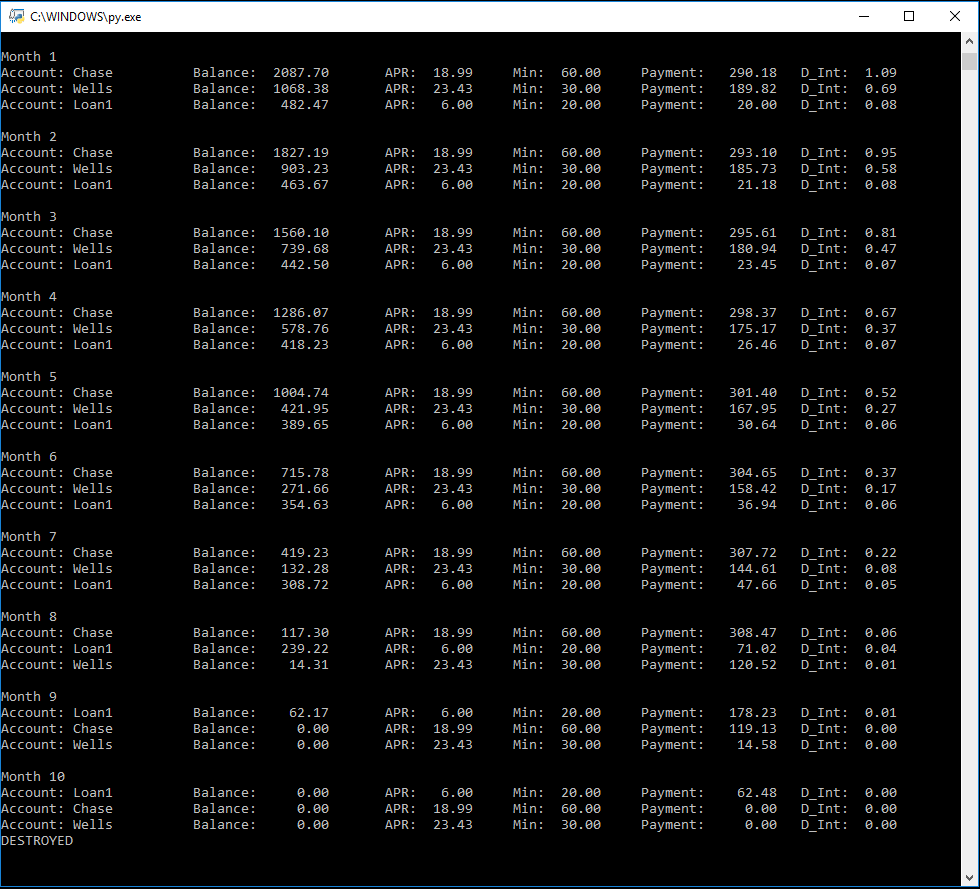 C:\WINDOWS\py.exe
Month 1
Account: Chase Balance: 2087.70 APR: 18.99 Min: 60.00 Payment: 290.18 D_Int: 1.09
Account: Wells Balance: 1068.38 APR: 23.43 Min: 30.00 Payment: 189.82 D_Int: 0.69
Account: Loan1 Balance: 482.47 APR: 6.00 Min: 20.00 Payment: 20.00 D_Int: 0.08
Month 2
Account: Chase Balance: 1827.19 APR: 18.99 Min: 60.00 Payment: 293.10 D_Int: 0.95
Account: Wells Balance: 903.23 APR: 23.43 Min: 30.00 Payment: 185.73 D_Int: 0.58
Account: Loan1 Balance: 463.67 APR: 6.00 Min: 20.00 Payment: 21.18 D_Int: 0.08
Month 3
Account: Chase Balance: 1560.10 APR: 18.99 Min: 60.00 Payment: 295.61 D_Int: 0.81
Account: Wells Balance: 739.68 APR: 23.43 Min: 30.00 Payment: 180.94 D_Int: 0.47
Account: Loan1 Balance: 442.50 APR: 6.00 Min: 20.00 Payment: 23.45 D_Int: 0.07
Month 4
Account: Chase Balance: 1286.07 APR: 18.99 Min: 60.00 Payment: 298.37 D_Int: 0.67
Account: Wells Balance: 578.76 APR: 23.43 Min: 30.00 Payment: 175.17 D_Int: 0.37
Account: Loan1 Balance: 418.23 APR: 6.00 Min: 20.00 Payment: 26.46 D_Int: 0.07
Month 5
Account: Chase Balance: 1004.74 APR: 18.99 Min: 60.00 Payment: 301.40 D_Int: 0.52
Account: Wells Balance: 421.95 APR: 23.43 Min: 30.00 Payment: 167.95 D_Int: 0.27
Account: Loan1 Balance: 389.65 APR: 6.00 Min: 20.00 Payment: 30.64 D_Int: 0.06
Month 6
Account: Chase Balance: 715.78 APR: 18.99 Min: 60.00 Payment: 304.65 D_Int: 0.37
Account: Wells Balance: 271.66 APR: 23.43 Min: 30.00 Payment: 158.42 D_Int: 0.17
Account: Loan1 Balance: 354.63 APR: 6.00 Min: 20.00 Payment: 36.94 D_Int: 0.06
Month 7
Account: Chase Balance: 419.23 APR: 18.99 Min: 60.00 Payment: 307.72 D_Int: 0.22
Account: Wells Balance: 132.28 APR: 23.43 Min: 30.00 Payment: 144.61 D_Int: 0.08
Account: Loan1 Balance: 308.72 APR: 6.00 Min: 20.00 Payment: 47.66 D_Int: 0.05
Month 8
Account: Chase Balance: 117.30 APR: 18.99 Min: 60.00 Payment: 308.47 D_Int: 0.06
Account: Loan1 Balance: 239.22 APR: 6.00 Min: 20.00 Payment: 71.02 D_Int: 0.04
Account: Wells Balance: 14.31 APR: 23.43 Min: 30.00 Payment: 120.52 D_Int: 0.01
Month 9
Account: Loan1 Balance: 62.17 APR: 6.00 Min: 20.00 Payment: 178.23 D_Int: 0.01
Account: Chase Balance: 0.00 APR: 18.99 Min: 60.00 Payment: 119.13 D_Int: 0.00
Account: Wells Balance: 0.00 APR: 23.43 Min: 30.00 Payment: 14.58 D_Int: 0.00
Month 10
Account: Loan1 Balance: 0.00 APR: 6.00 Min: 20.00 Payment: 62.48 D_Int: 0.00
Account: Chase Balance: 0.00 APR: 18.99 Min: 60.00 Payment: 0.00 D_Int: 0.00
Account: Wells Balance: 0.00 APR: 23.43 Min: 30.00 Payment: 0.00 D_Int: 0.00
DESTROYED